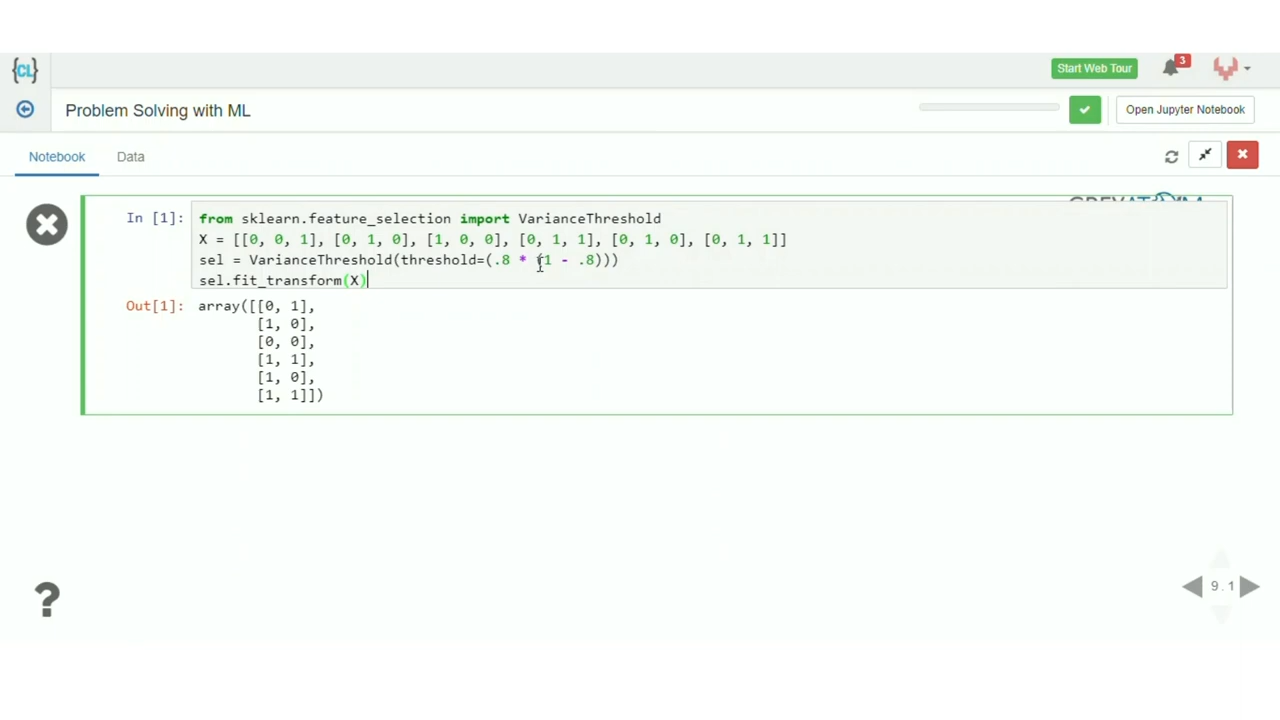 {CL}
Start Web Tour
3
Problem Solving with ML
Open Jupyter Notebook
Notebook Data
In [1]: from sklearn.feature_selection import VarianceThreshold
X = [[0, 0, 1], [0, 1, 0], [1, 0, 0], [0, 1, 1], [0, 1, 0], [0, 1, 1]]
sel = VarianceThreshold(threshold=(.8 * (1 - .8)))
sel.fit_transform(X)
Out[1]: array([[0, 1],
[1, 0],
[0, 0],
[1, 1],
[1, 0],
[1, 1]])
?
9.1